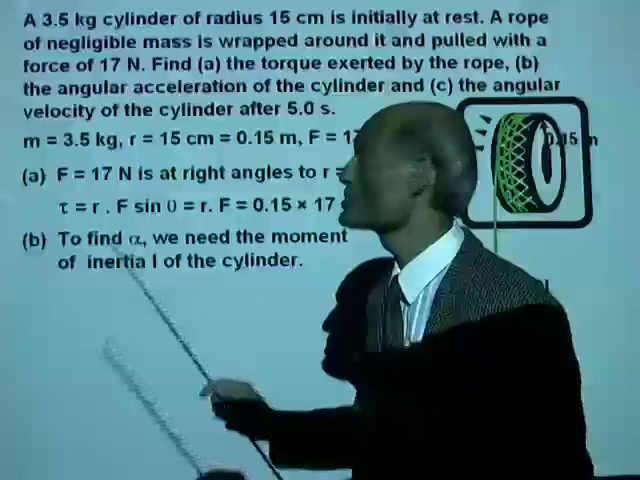 A 3.5 kg cylinder of radius 15 cm is initially at rest. A rope
of negligible mass is wrapped around it and pulled with a
force of 17 N. Find (a) the torque exerted by the rope, (b)
the angular acceleration of the cylinder and (c) the angular
velocity of the cylinder after 5.0 s.
m = 3.5 kg, r = 15 cm = 0.15 m, F = 1
0.15 m
(a) F = 17 N is at right angles to r =
τ = r . F sin θ = r. F = 0.15 × 17
(b) To find α, we need the moment
of inertia I of the cylinder.